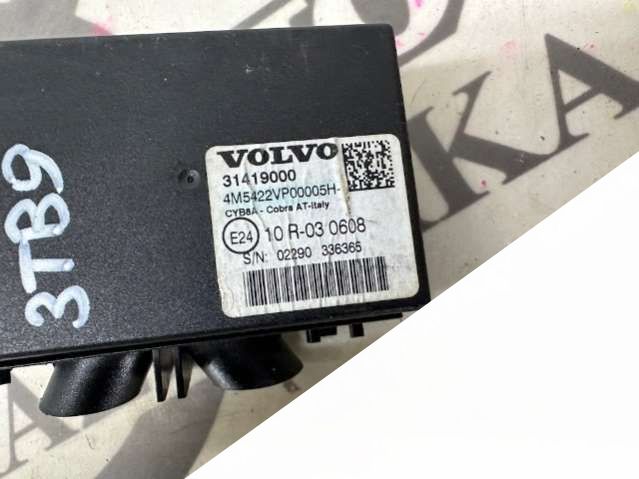 VOLVO
31419000
4M5422VP00005H-
CYB8A - Cobra AT-Italy
E24 10 R-03 0608
S/N: 02290 336365
3TB9